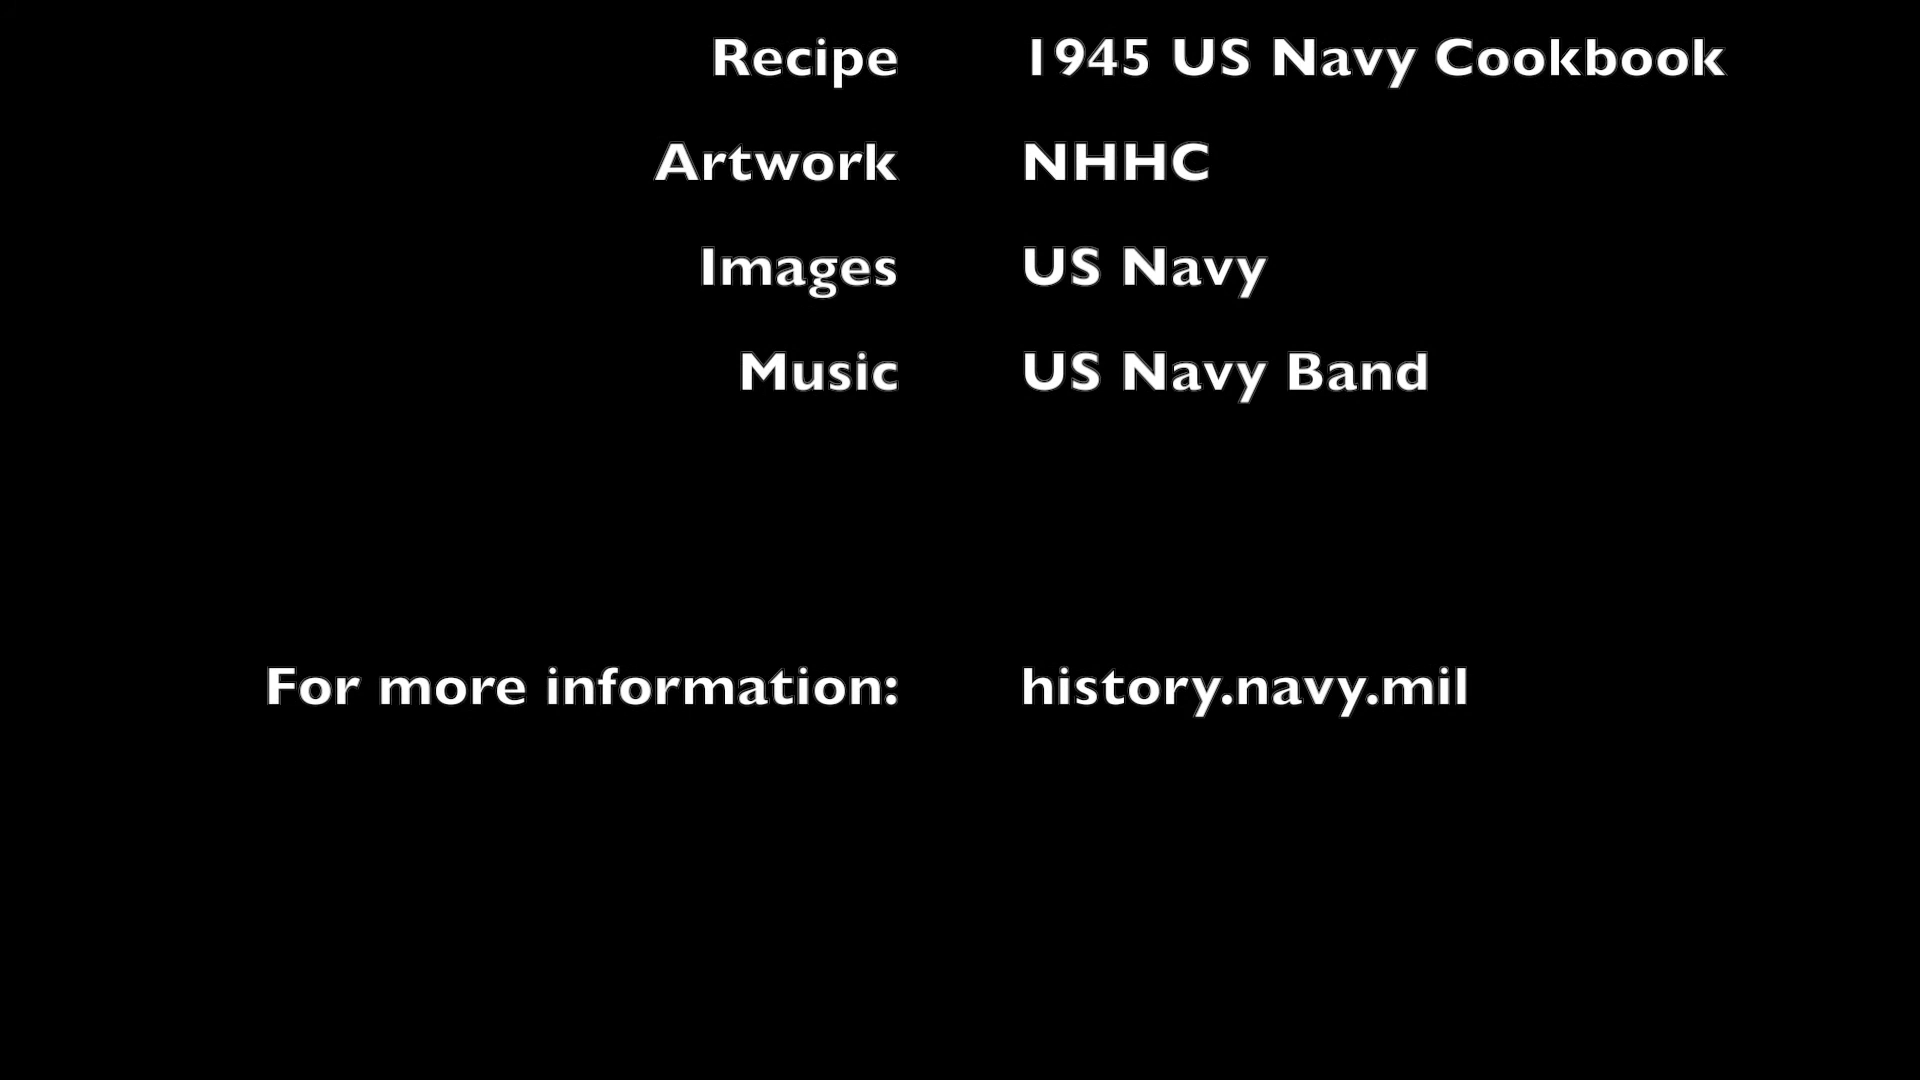 Recipe 1945 US Navy Cookbook
Artwork NHHC
Images US Navy
Music US Navy Band
For more information: history.navy.mil